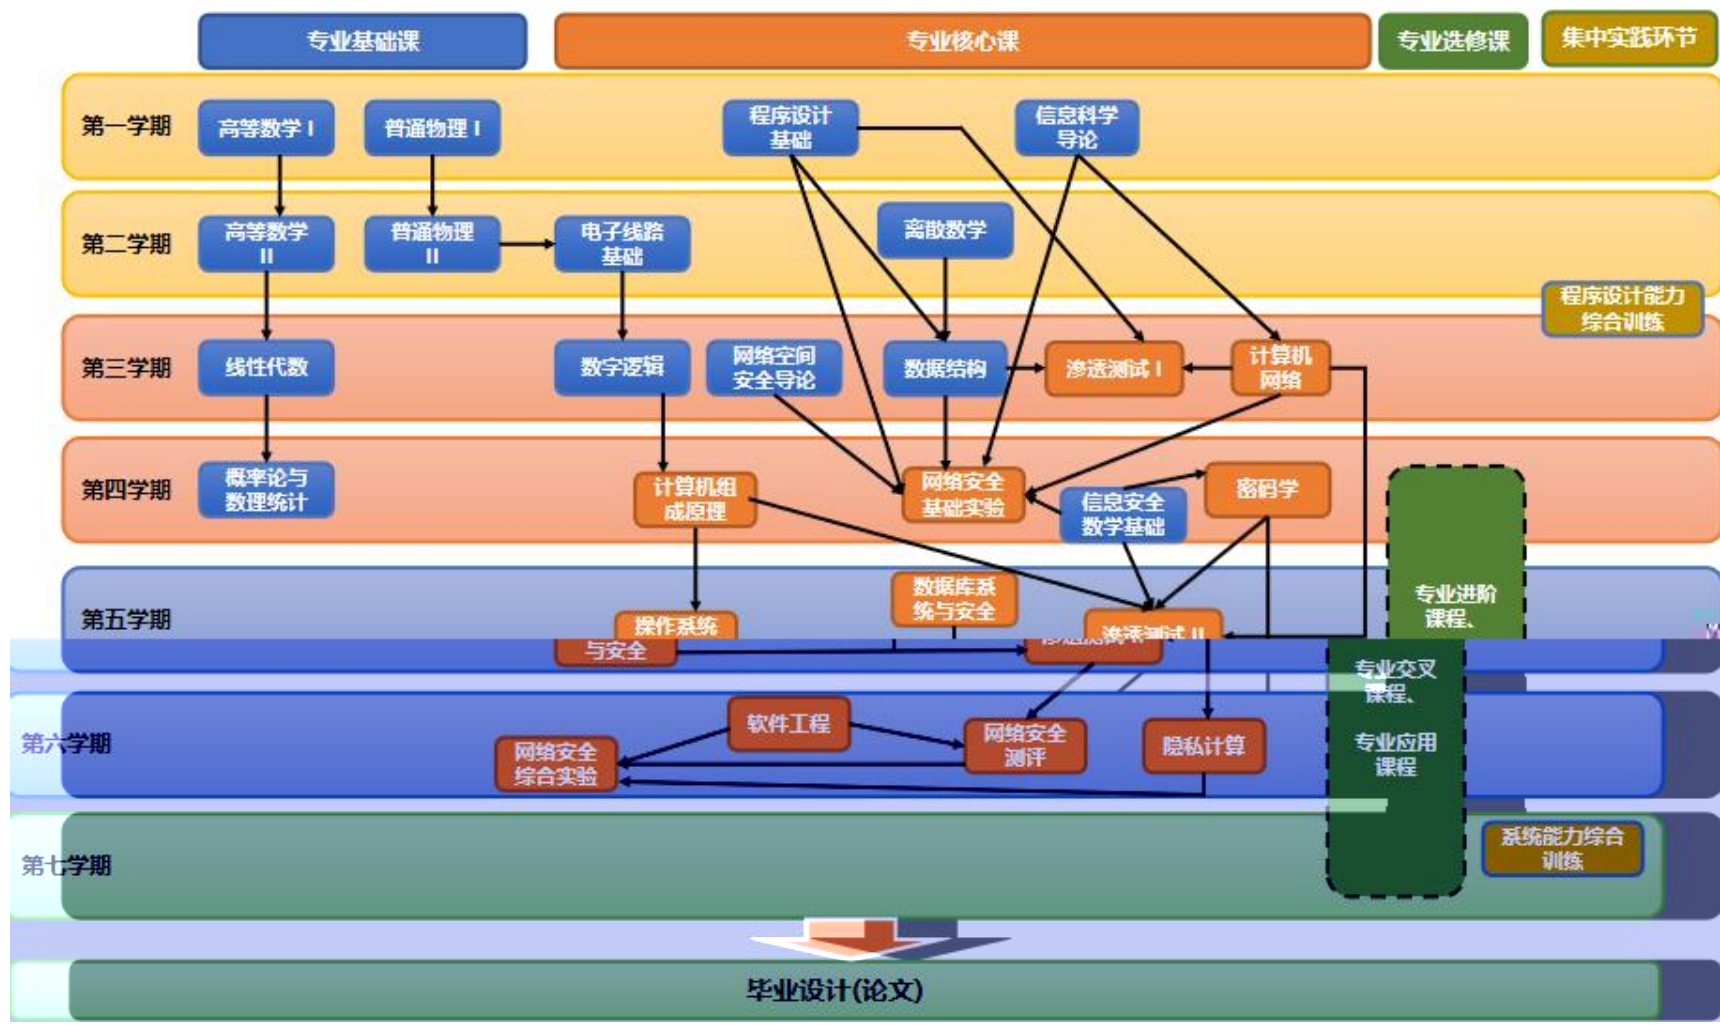 专业基础课
专业核心课
专业选修课
集中实践环节
第一学期
高等数学 I
普通物理 I
程序设计
基础
信息科学
导论
第二学期
高等数学
II
普通物理
II
电子线路
基础
离散数学
程序设计能力
综合训练
第三学期
线性代数
数字逻辑
网络空间
安全导论
数据结构
渗透测试 I
计算机
网络
第四学期
概率论与
数理统计
计算机组
成原理
网络安全
基础实验
信息安全
数学基础
密码学
第五学期
操作系统
与安全
数据库系
统与安全
渗透测试 II
专业进阶
课程、
专业交叉
课程、
专业应用
课程
第六学期
网络安全
综合实验
软件工程
网络安全
测评
隐私计算
第七学期
系统能力综合
训练
毕业设计(论文)